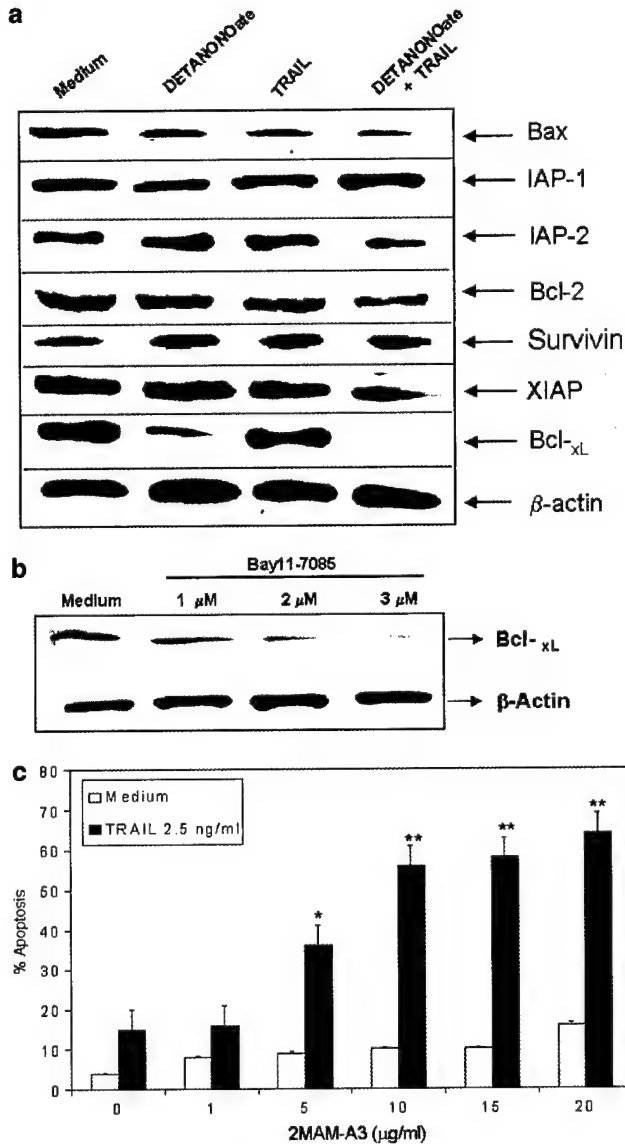 a
Medium
DETANONOate
TRAIL
DETANONOate
+ TRAIL
Bax
IAP-1
IAP-2
Bcl-2
Survivin
XIAP
Bcl-xL
β-actin
b
Bay11-7085
Medium 1 μM 2 μM 3 μM
Bcl- xL
β-Actin
c
80
70
60
50
40
30
20
10
0
% Apoptosis
Medium
TRAIL 2.5 ng/ml
*
**
**
**
0 1 5 10 15 20
2MAM-A3 (μg/ml)